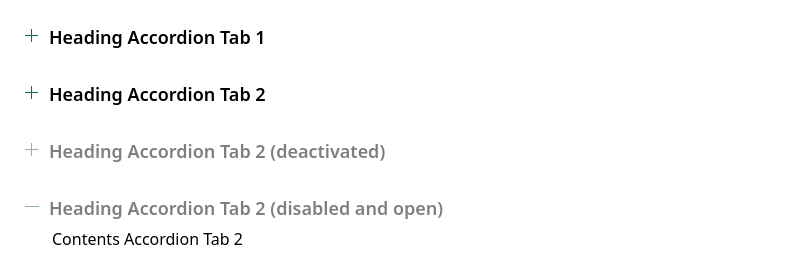 Heading Accordion Tab 1
Heading Accordion Tab 2
Heading Accordion Tab 2 (deactivated)
Heading Accordion Tab 2 (disabled and open)
Contents Accordion Tab 2